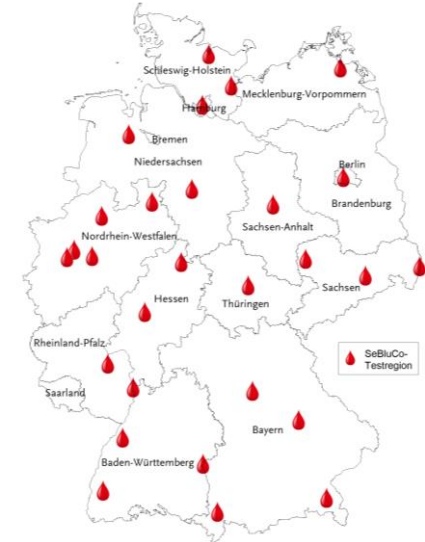 Schleswig-Holstein
Mecklenburg-Vorpommern
Hamburg
Bremen
Niedersachsen
Berlin
Brandenburg
Sachsen-Anhalt
Nordrhein-Westfalen
Sachsen
Hessen
Thüringen
Rheinland-Pfalz
SeBluCo-
Testregion
Saarland
Bayern
Baden-Württemberg